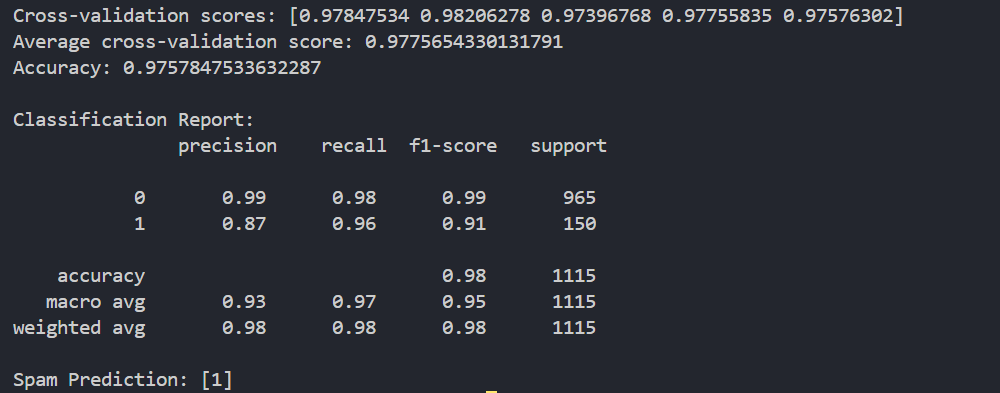 Cross-validation scores: [0.97847534 0.98206278 0.97396768 0.97755835 0.97576302]
Average cross-validation score: 0.9775654330131791
Accuracy: 0.9757847533632287
Classification Report:
precision recall f1-score support
0 0.99 0.98 0.99 965
1 0.87 0.96 0.91 150
accuracy 0.98 1115
macro avg 0.93 0.97 0.95 1115
weighted avg 0.98 0.98 0.98 1115
Spam Prediction: [1]